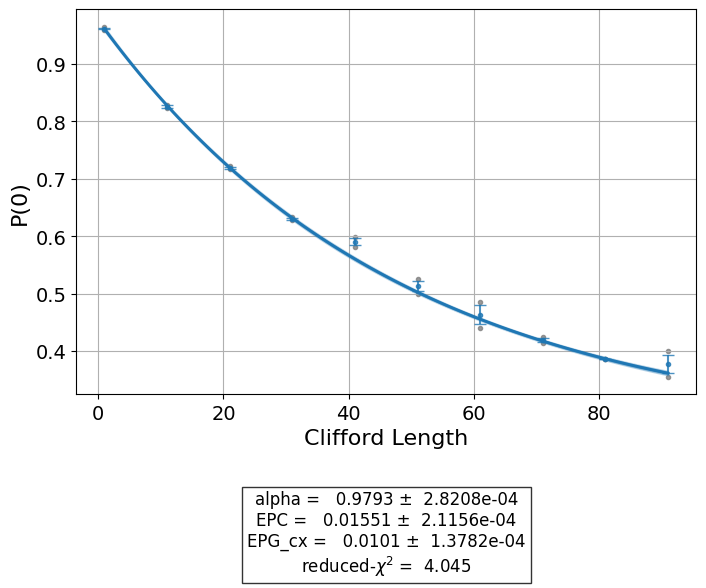 0.9
0.8
0.7
0.6
0.5
0.4
P(0)
0 20 40 60 80
Clifford Length
alpha = 0.9793 ± 2.8208e-04
EPC = 0.01551 ± 2.1156e-04
EPG_cx = 0.0101 ± 1.3782e-04
reduced-χ² = 4.045